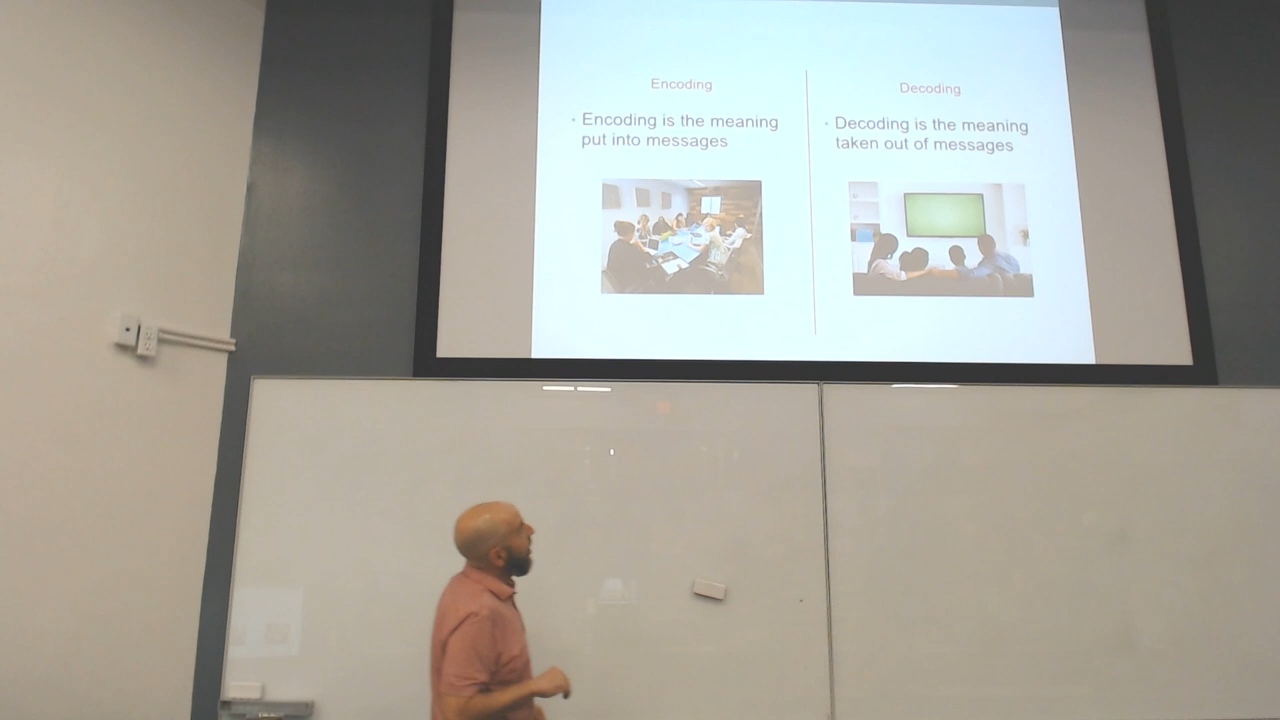 Encoding
• Encoding is the meaning
put into messages
Decoding
• Decoding is the meaning
taken out of messages